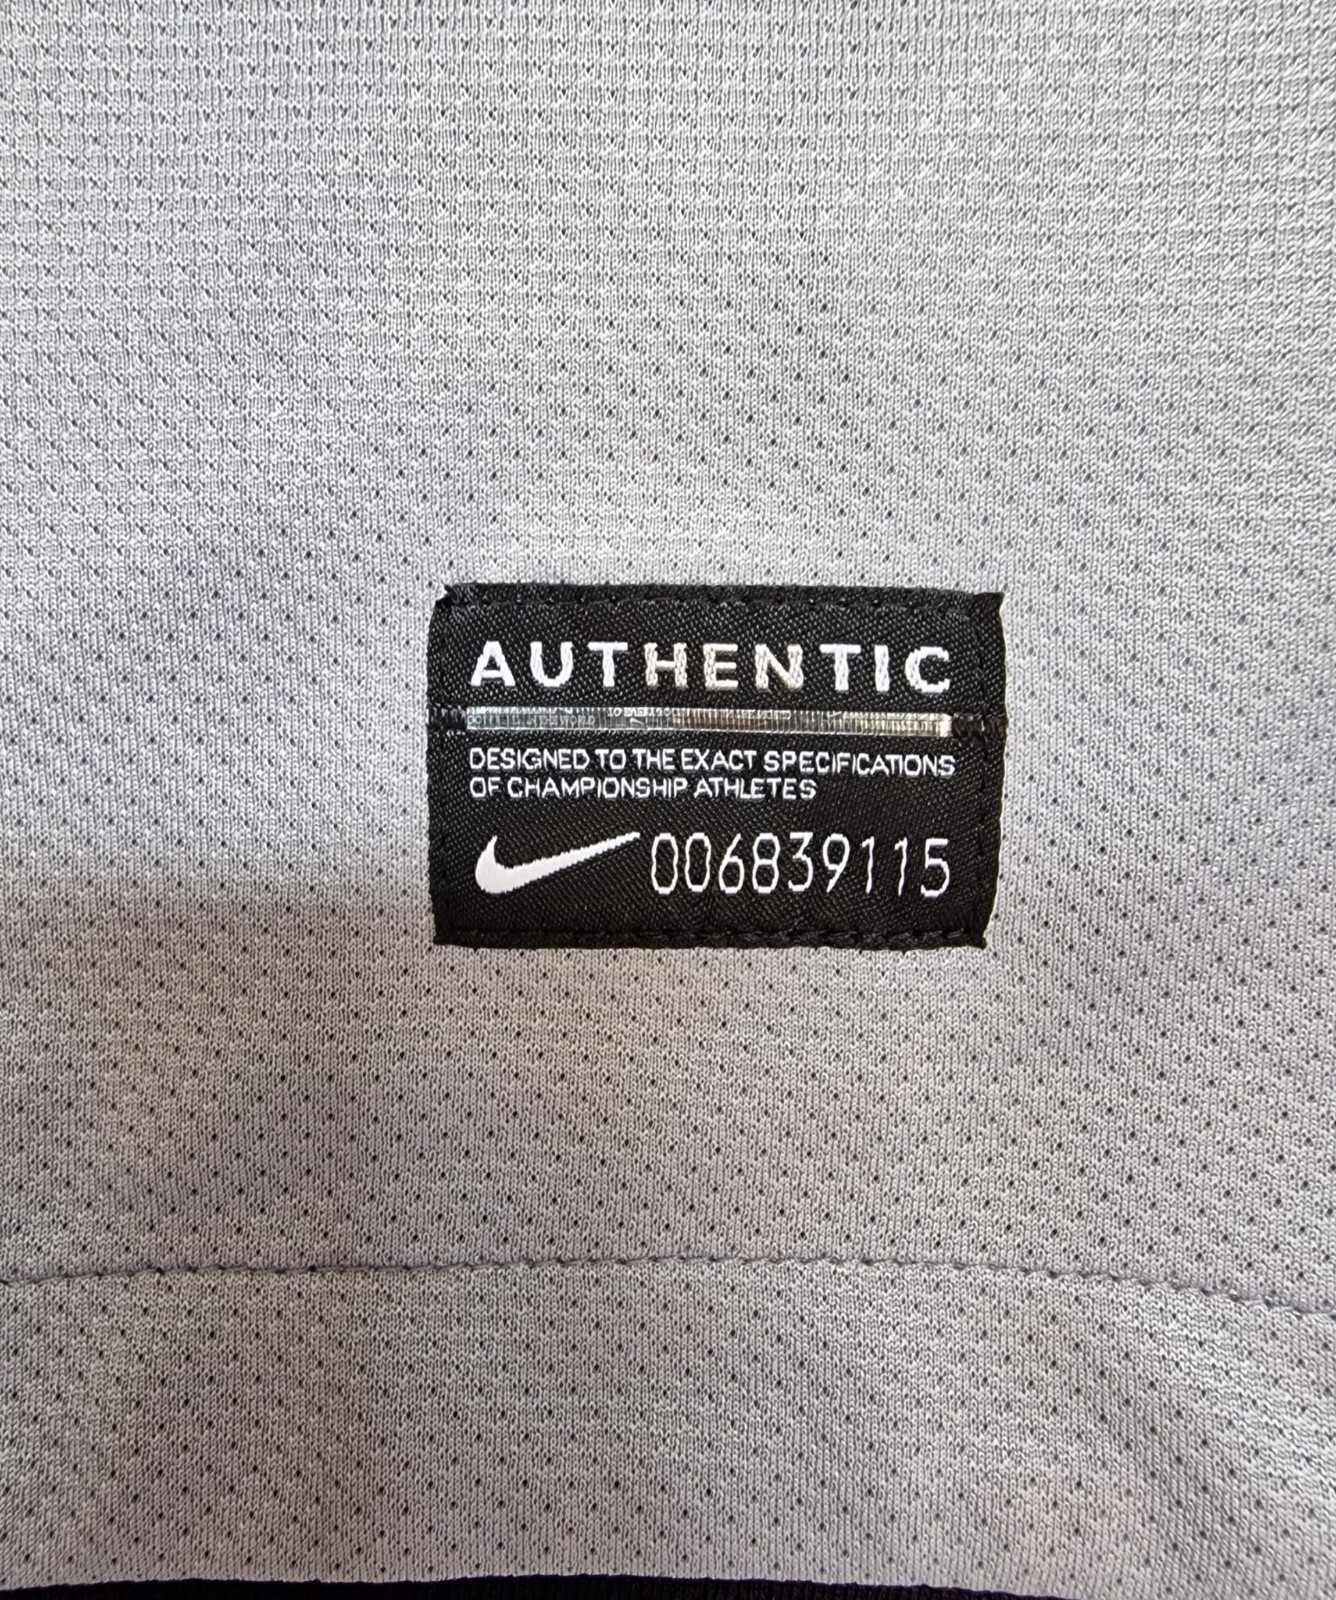 AUTHENTIC
DESIGNED TO THE EXACT SPECIFICATIONS
OF CHAMPIONSHIP ATHLETES
006839115